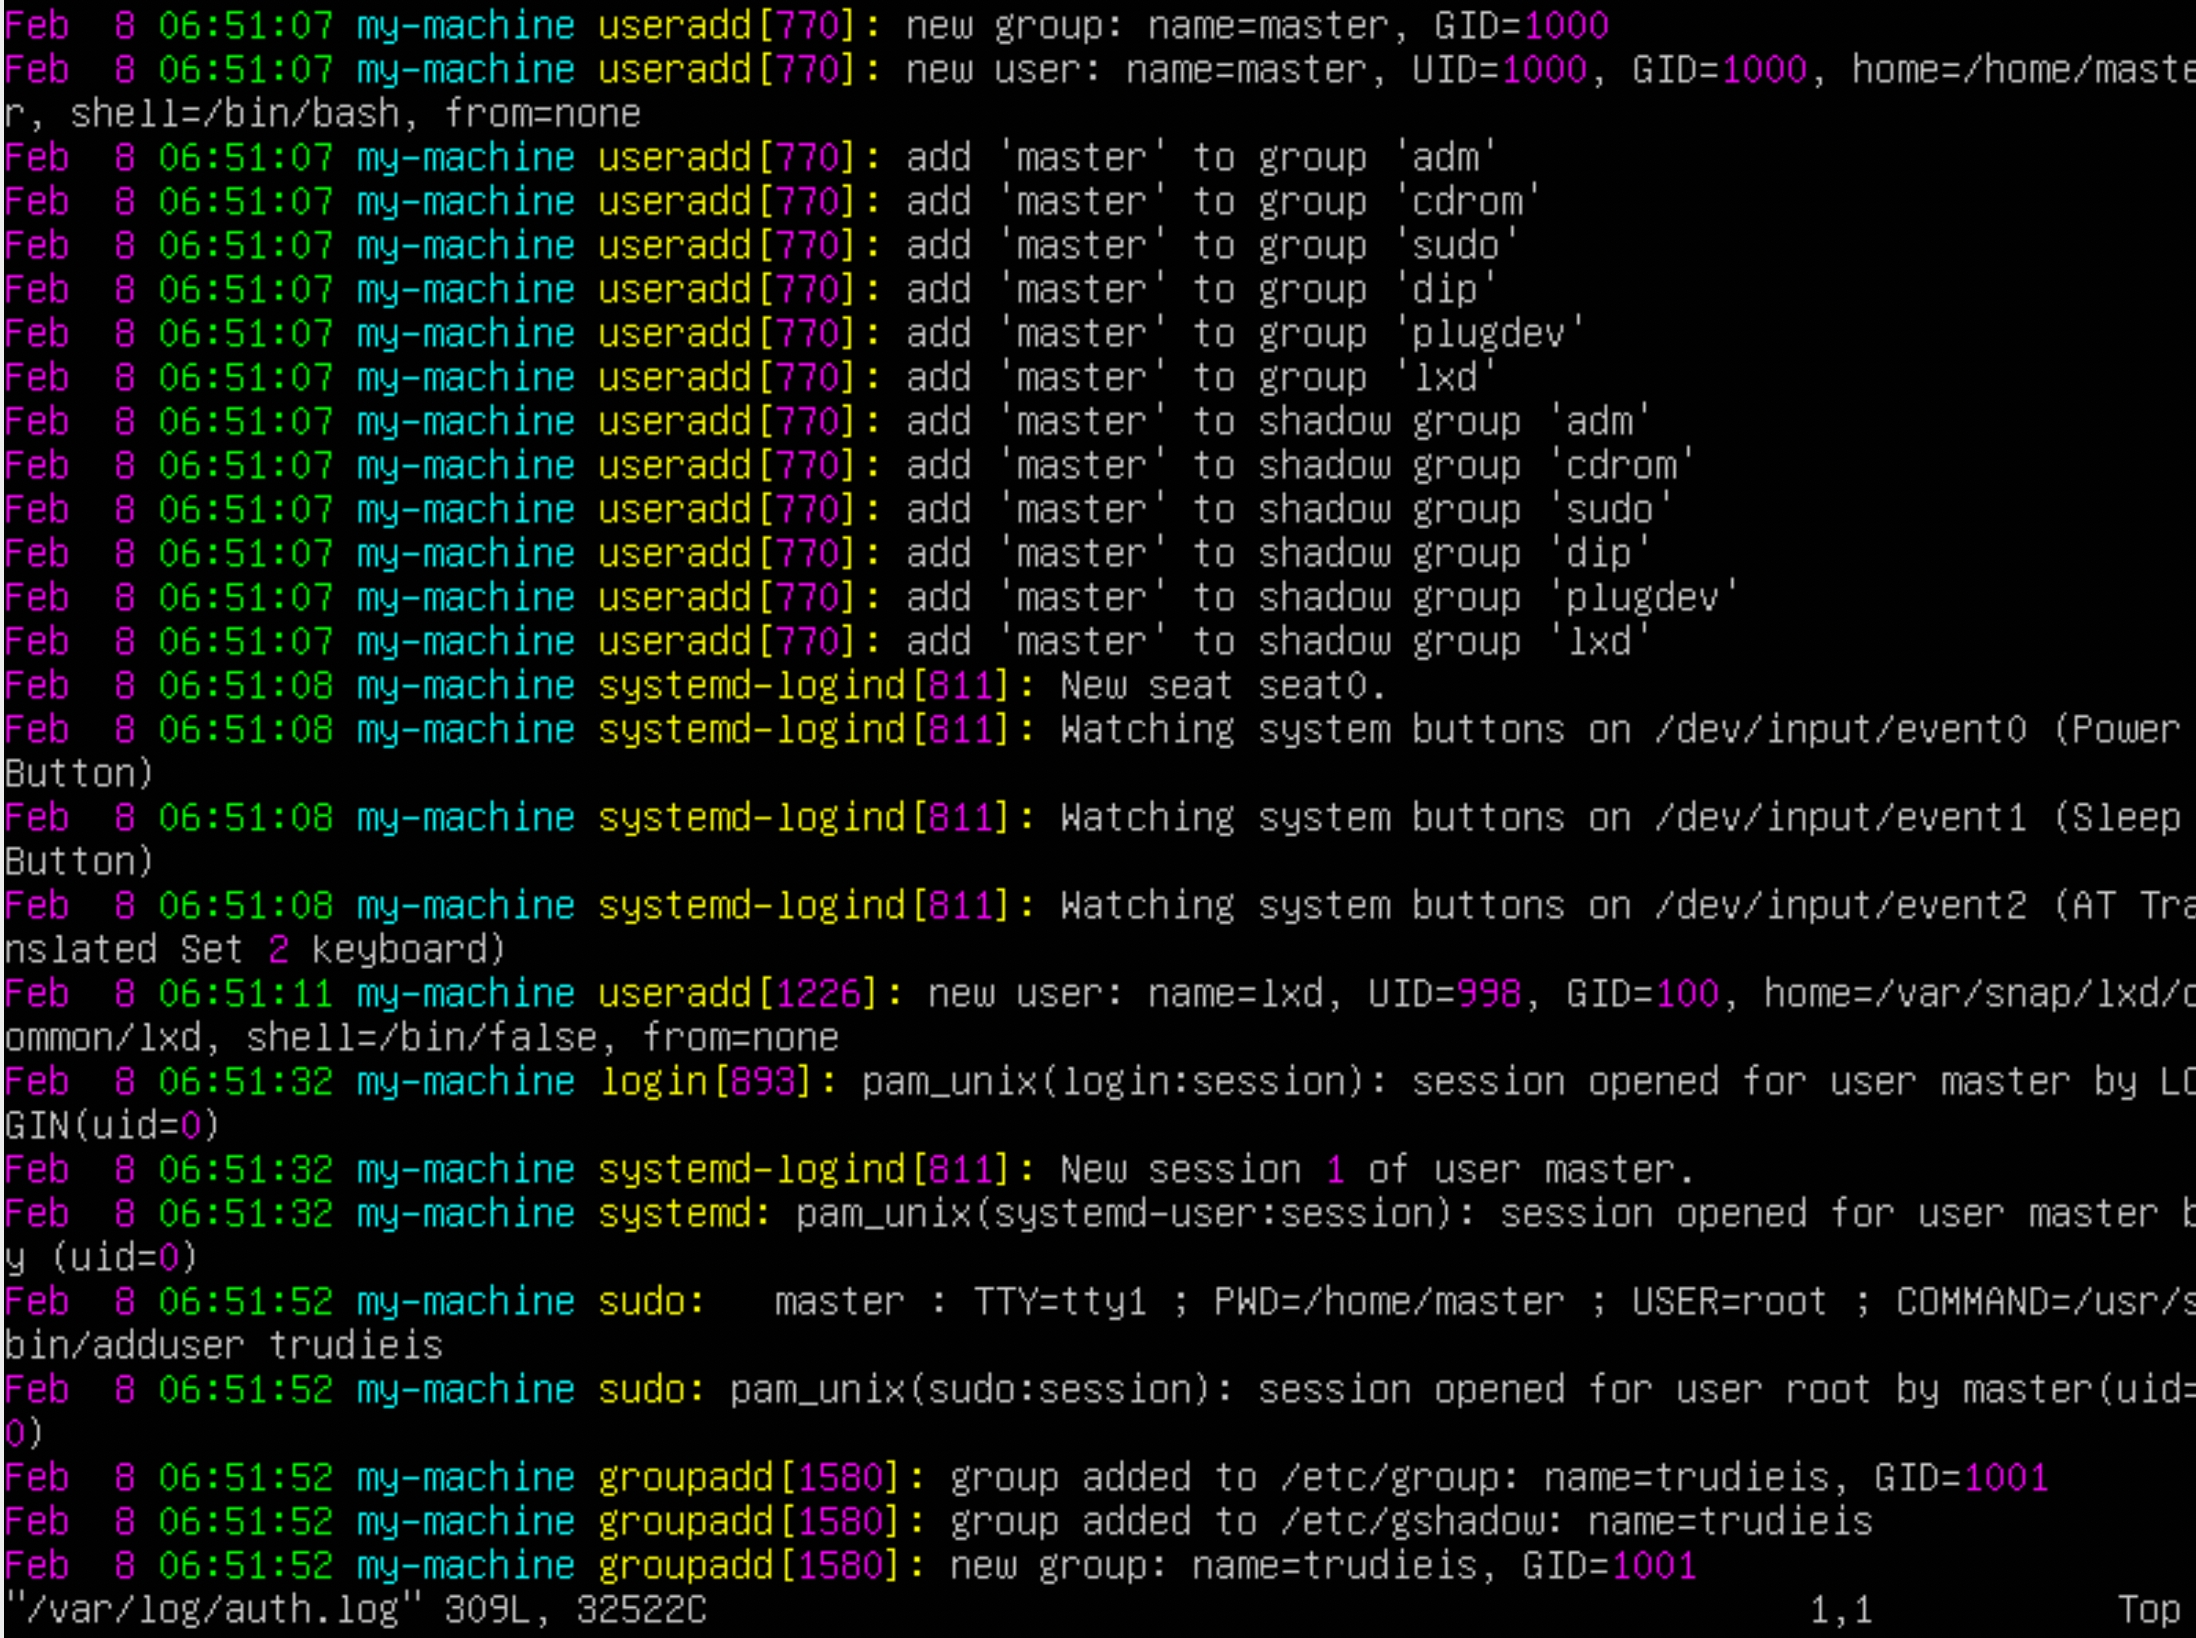 Feb  8 06:51:07 my-machine useradd[770]: new group: name=master, GID=1000
Feb  8 06:51:07 my-machine useradd[770]: new user: name=master, UID=1000, GID=1000, home=/home/maste
r, shell=/bin/bash, from=none
Feb  8 06:51:07 my-machine useradd[770]: add 'master' to group 'adm'
Feb  8 06:51:07 my-machine useradd[770]: add 'master' to group 'cdrom'
Feb  8 06:51:07 my-machine useradd[770]: add 'master' to group 'sudo'
Feb  8 06:51:07 my-machine useradd[770]: add 'master' to group 'dip'
Feb  8 06:51:07 my-machine useradd[770]: add 'master' to group 'plugdev'
Feb  8 06:51:07 my-machine useradd[770]: add 'master' to group 'lxd'
Feb  8 06:51:07 my-machine useradd[770]: add 'master' to shadow group 'adm'
Feb  8 06:51:07 my-machine useradd[770]: add 'master' to shadow group 'cdrom'
Feb  8 06:51:07 my-machine useradd[770]: add 'master' to shadow group 'sudo'
Feb  8 06:51:07 my-machine useradd[770]: add 'master' to shadow group 'dip'
Feb  8 06:51:07 my-machine useradd[770]: add 'master' to shadow group 'plugdev'
Feb  8 06:51:07 my-machine useradd[770]: add 'master' to shadow group 'lxd'
Feb  8 06:51:08 my-machine systemd-logind[811]: New seat seat0.
Feb  8 06:51:08 my-machine systemd-logind[811]: Watching system buttons on /dev/input/event0 (Power
Button)
Feb  8 06:51:08 my-machine systemd-logind[811]: Watching system buttons on /dev/input/event1 (Sleep
Button)
Feb  8 06:51:08 my-machine systemd-logind[811]: Watching system buttons on /dev/input/event2 (AT Tra
nslated Set 2 keyboard)
Feb  8 06:51:11 my-machine useradd[1226]: new user: name=lxd, UID=998, GID=100, home=/var/snap/lxd/c
ommon/lxd, shell=/bin/false, from=none
Feb  8 06:51:32 my-machine login[893]: pam_unix(login:session): session opened for user master by LO
GIN(uid=0)
Feb  8 06:51:32 my-machine systemd-logind[811]: New session 1 of user master.
Feb  8 06:51:32 my-machine systemd: pam_unix(systemd-user:session): session opened for user master b
y (uid=0)
Feb  8 06:51:52 my-machine sudo:   master : TTY=tty1 ; PWD=/home/master ; USER=root ; COMMAND=/usr/s
bin/adduser trudieis
Feb  8 06:51:52 my-machine sudo: pam_unix(sudo:session): session opened for user root by master(uid=
0)
Feb  8 06:51:52 my-machine groupadd[1580]: group added to /etc/group: name=trudieis, GID=1001
Feb  8 06:51:52 my-machine groupadd[1580]: group added to /etc/gshadow: name=trudieis
Feb  8 06:51:52 my-machine groupadd[1580]: new group: name=trudieis, GID=1001
"/var/log/auth.log" 309L, 32522C 1,1 Top